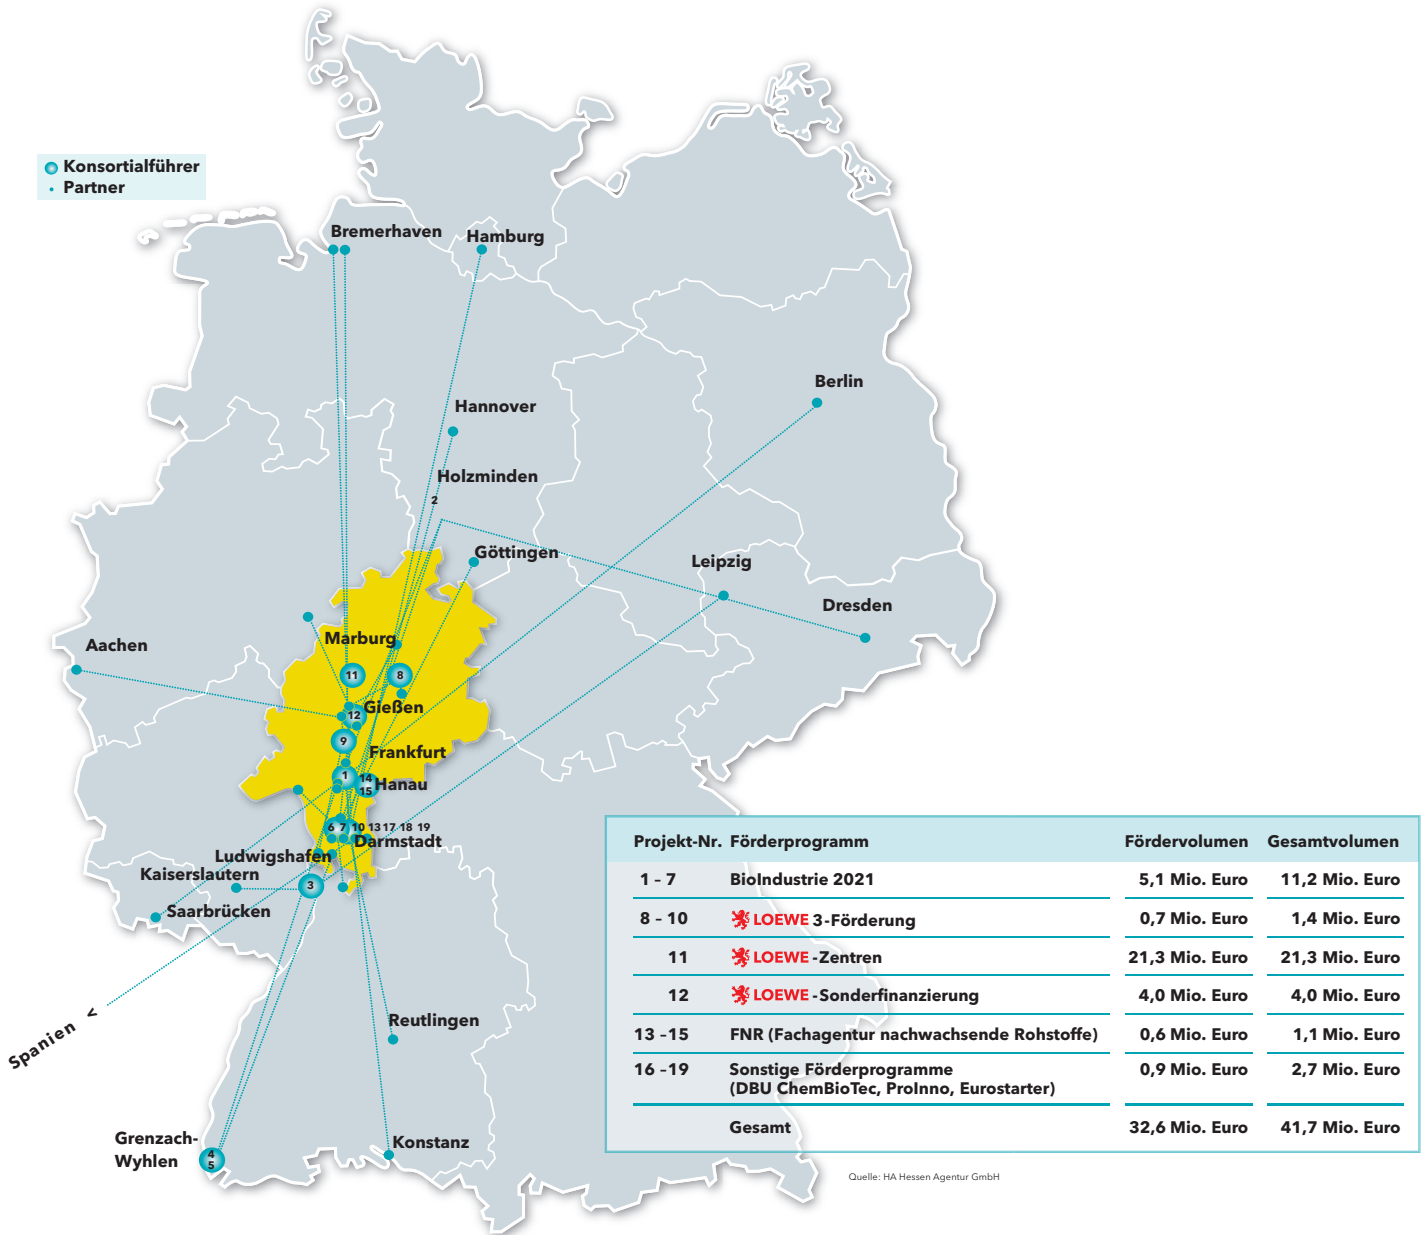 Konsortialführer
Partner
Bremerhaven
Hamburg
Berlin
Hannover
Holzminden
2
Göttingen
Leipzig
Dresden
Aachen
Marburg
11
8
12
Gießen
9
Frankfurt
1
14
15
Hanau
6 7 10 13 17 18 19
Darmstadt
Ludwigshafen
Kaiserslautern
3
Saarbrücken
Spanien <
Reutlingen
Grenzach-
Wyhlen
4
5
Konstanz
Projekt-Nr. Förderprogramm Fördervolumen Gesamtvolumen
1 – 7 BioIndustrie 2021 5,1 Mio. Euro 11,2 Mio. Euro
8 – 10 LOEWE 3-Förderung 0,7 Mio. Euro 1,4 Mio. Euro
11 LOEWE -Zentren 21,3 Mio. Euro 21,3 Mio. Euro
12 LOEWE -Sonderfinanzierung 4,0 Mio. Euro 4,0 Mio. Euro
13 –15 FNR (Fachagentur nachwachsende Rohstoffe) 0,6 Mio. Euro 1,1 Mio. Euro
16 –19 Sonstige Förderprogramme 0,9 Mio. Euro 2,7 Mio. Euro
(DBU ChemBioTec, ProInno, Eurostarter)
Gesamt 32,6 Mio. Euro 41,7 Mio. Euro
Quelle: HA Hessen Agentur GmbH